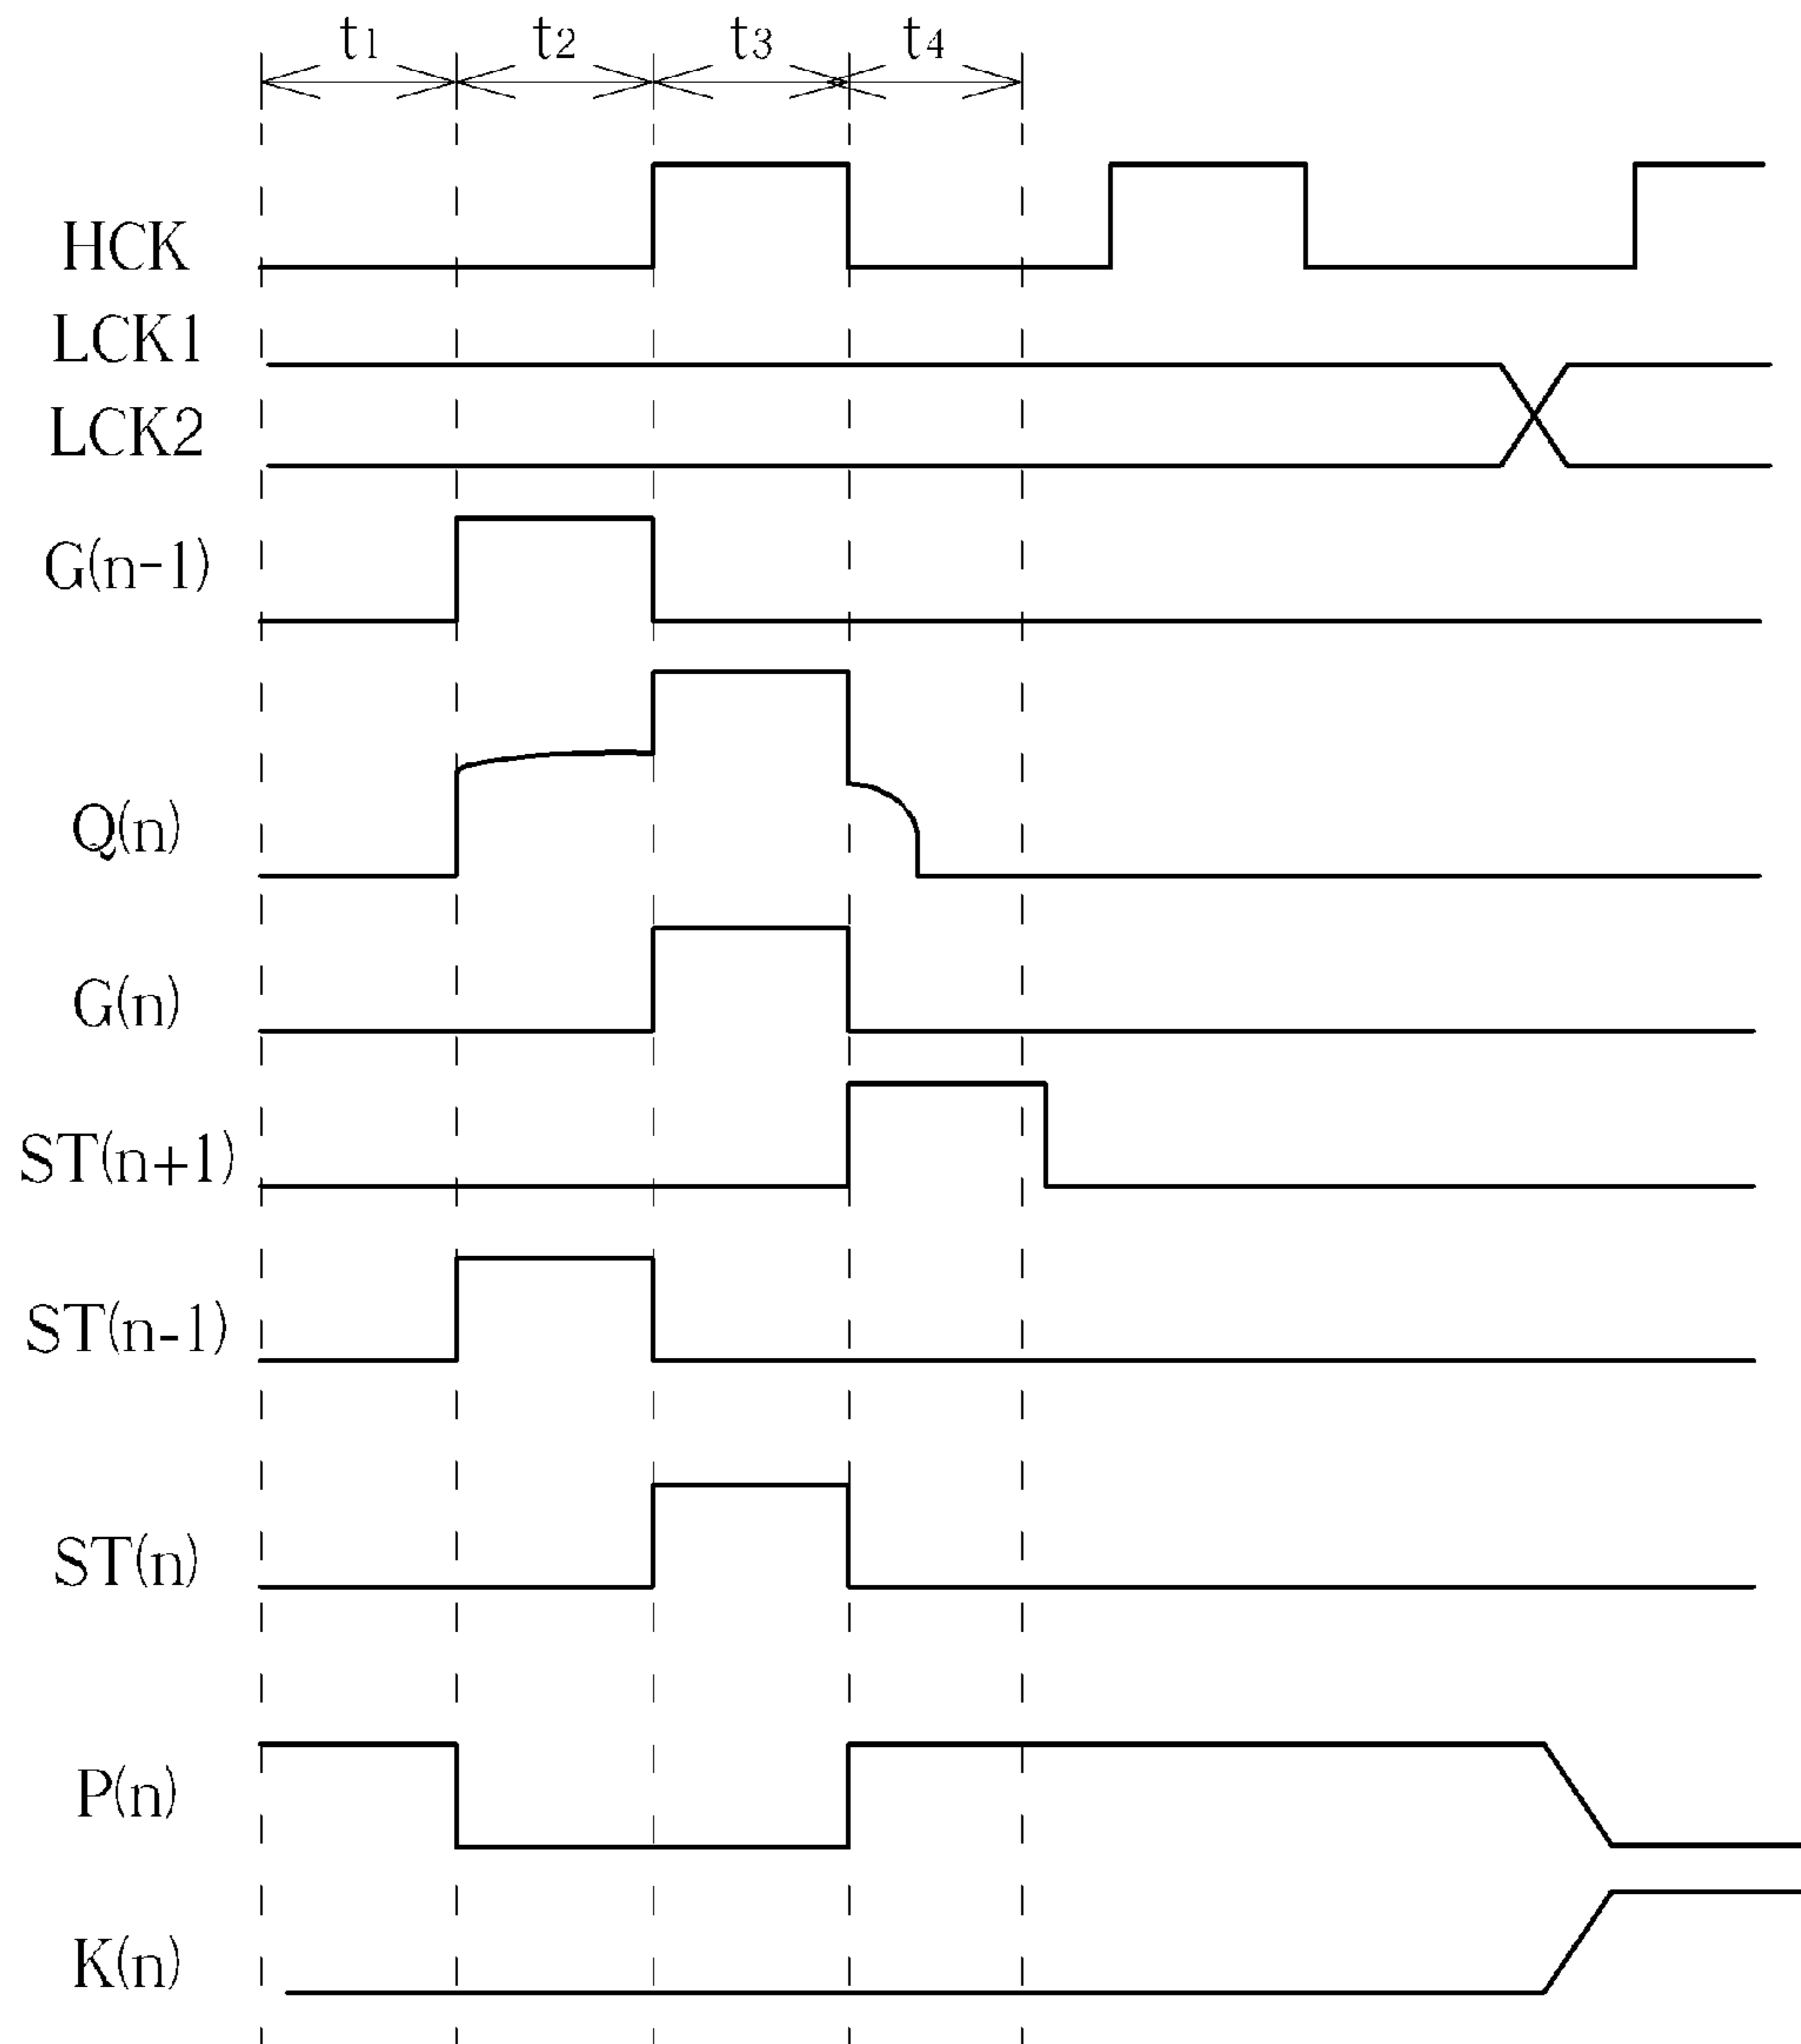 t1 t2 t3 t4
HCK
LCK1
LCK2
G(n-1)
Q(n)
G(n)
ST(n+1)
ST(n-1)
ST(n)
P(n)
K(n)